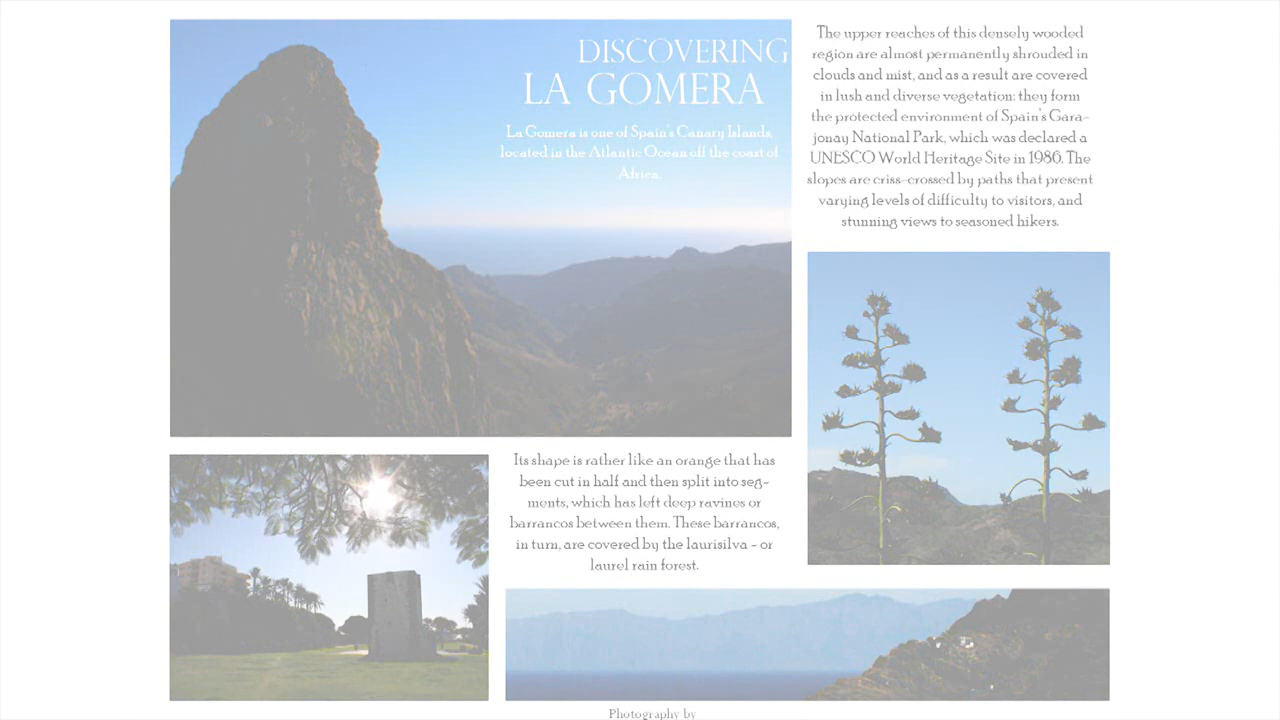 DISCOVERING
LA GOMERA
La Gomera is one of Spain's Canary Islands,
located in the Atlantic Ocean off the coast of
Africa.
The upper reaches of this densely wooded
region are almost permanently shrouded in
clouds and mist, and as a result are covered
in lush and diverse vegetation: they form
the protected environment of Spain's Gara-
jonay National Park, which was declared a
UNESCO World Heritage Site in 1986. The
slopes are criss-crossed by paths that present
varying levels of difficulty to visitors, and
stunning views to seasoned hikers.
Its shape is rather like an orange that has
been cut in half and then split into seg-
ments, which has left deep ravines or
barrancos between them. These barrancos,
in turn, are covered by the laurisilva - or
laurel rain forest.
Photography by